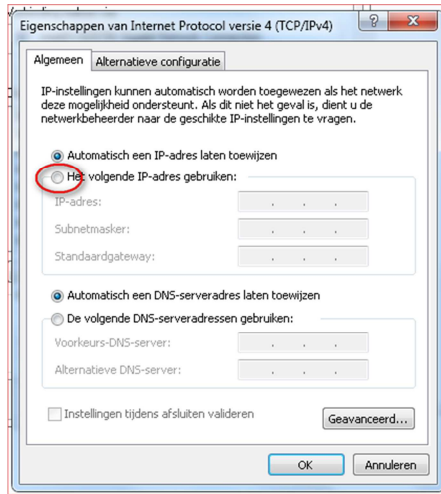 Eigenschappen van Internet Protocol versie 4 (TCP/IPv4)
Algemeen
Alternatieve configuratie
IP-instellingen kunnen automatisch worden toegewezen als het netwerk
deze mogelijkheid ondersteunt. Als dit niet het geval is, dient u de
netwerkbeheerder naar de geschikte IP-instellingen te vragen.
Automatisch een IP-adres laten toewijzen
Het volgende IP-adres gebruiken:
IP-adres:
Subnetmasker:
Standaardgateway:
Automatisch een DNS-serveradres laten toewijzen
De volgende DNS-serveradressen gebruiken:
Voorkeurs-DNS-server:
Alternatieve DNS-server:
Instellingen tijdens afsluiten valideren
Geavanceerd...
OK
Annuleren